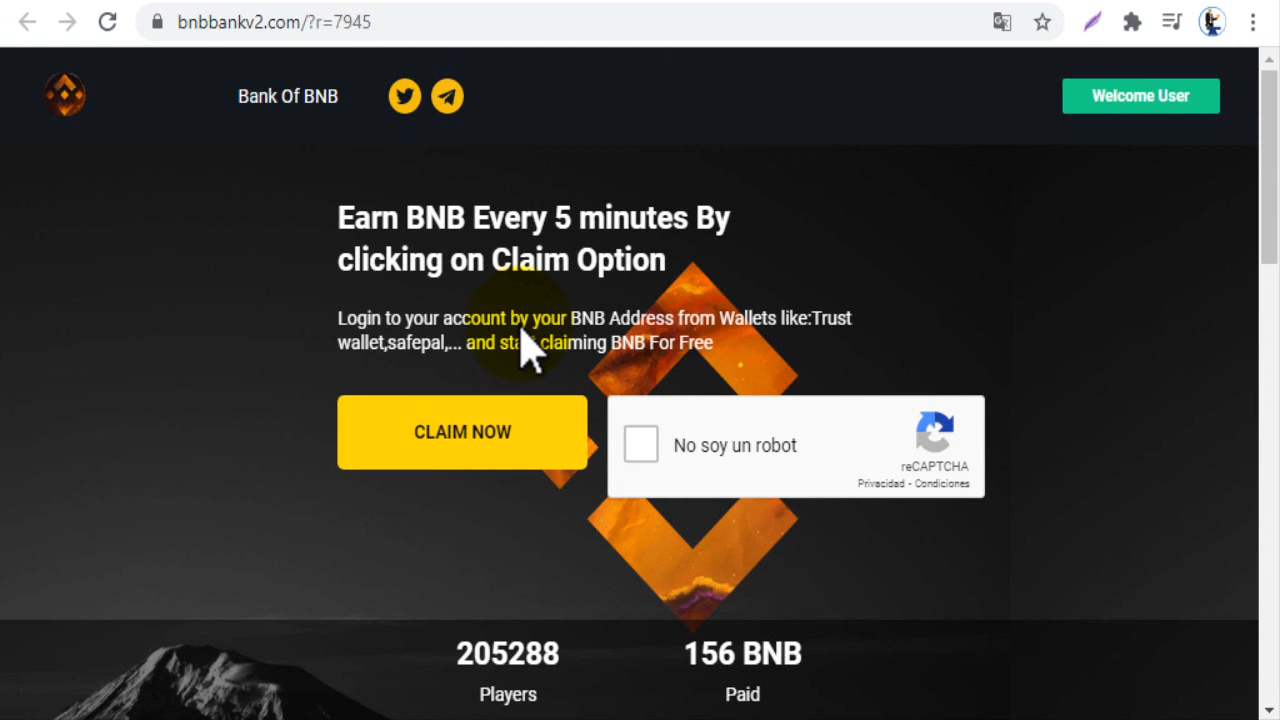 bnbbankv2.com/?r=7945
Bank Of BNB
Welcome User
Earn BNB Every 5 minutes By
clicking on Claim Option
Login to your account by your BNB Address from Wallets like:Trust
wallet,safepal,... and start claiming BNB For Free
CLAIM NOW
No soy un robot
reCAPTCHA
Privacidad - Condiciones
205288
156 BNB
Players
Paid